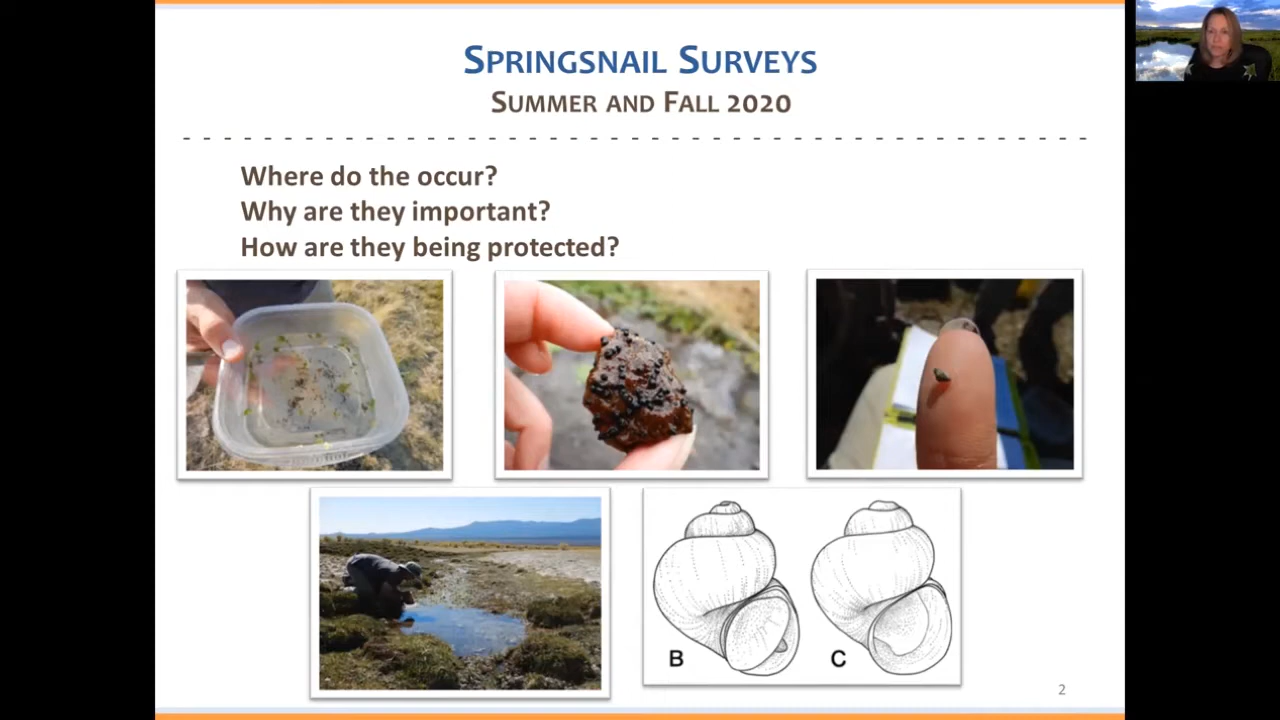 Springsnail Surveys
Summer and Fall 2020
Where do the occur?
Why are they important?
How are they being protected?
B
C
2